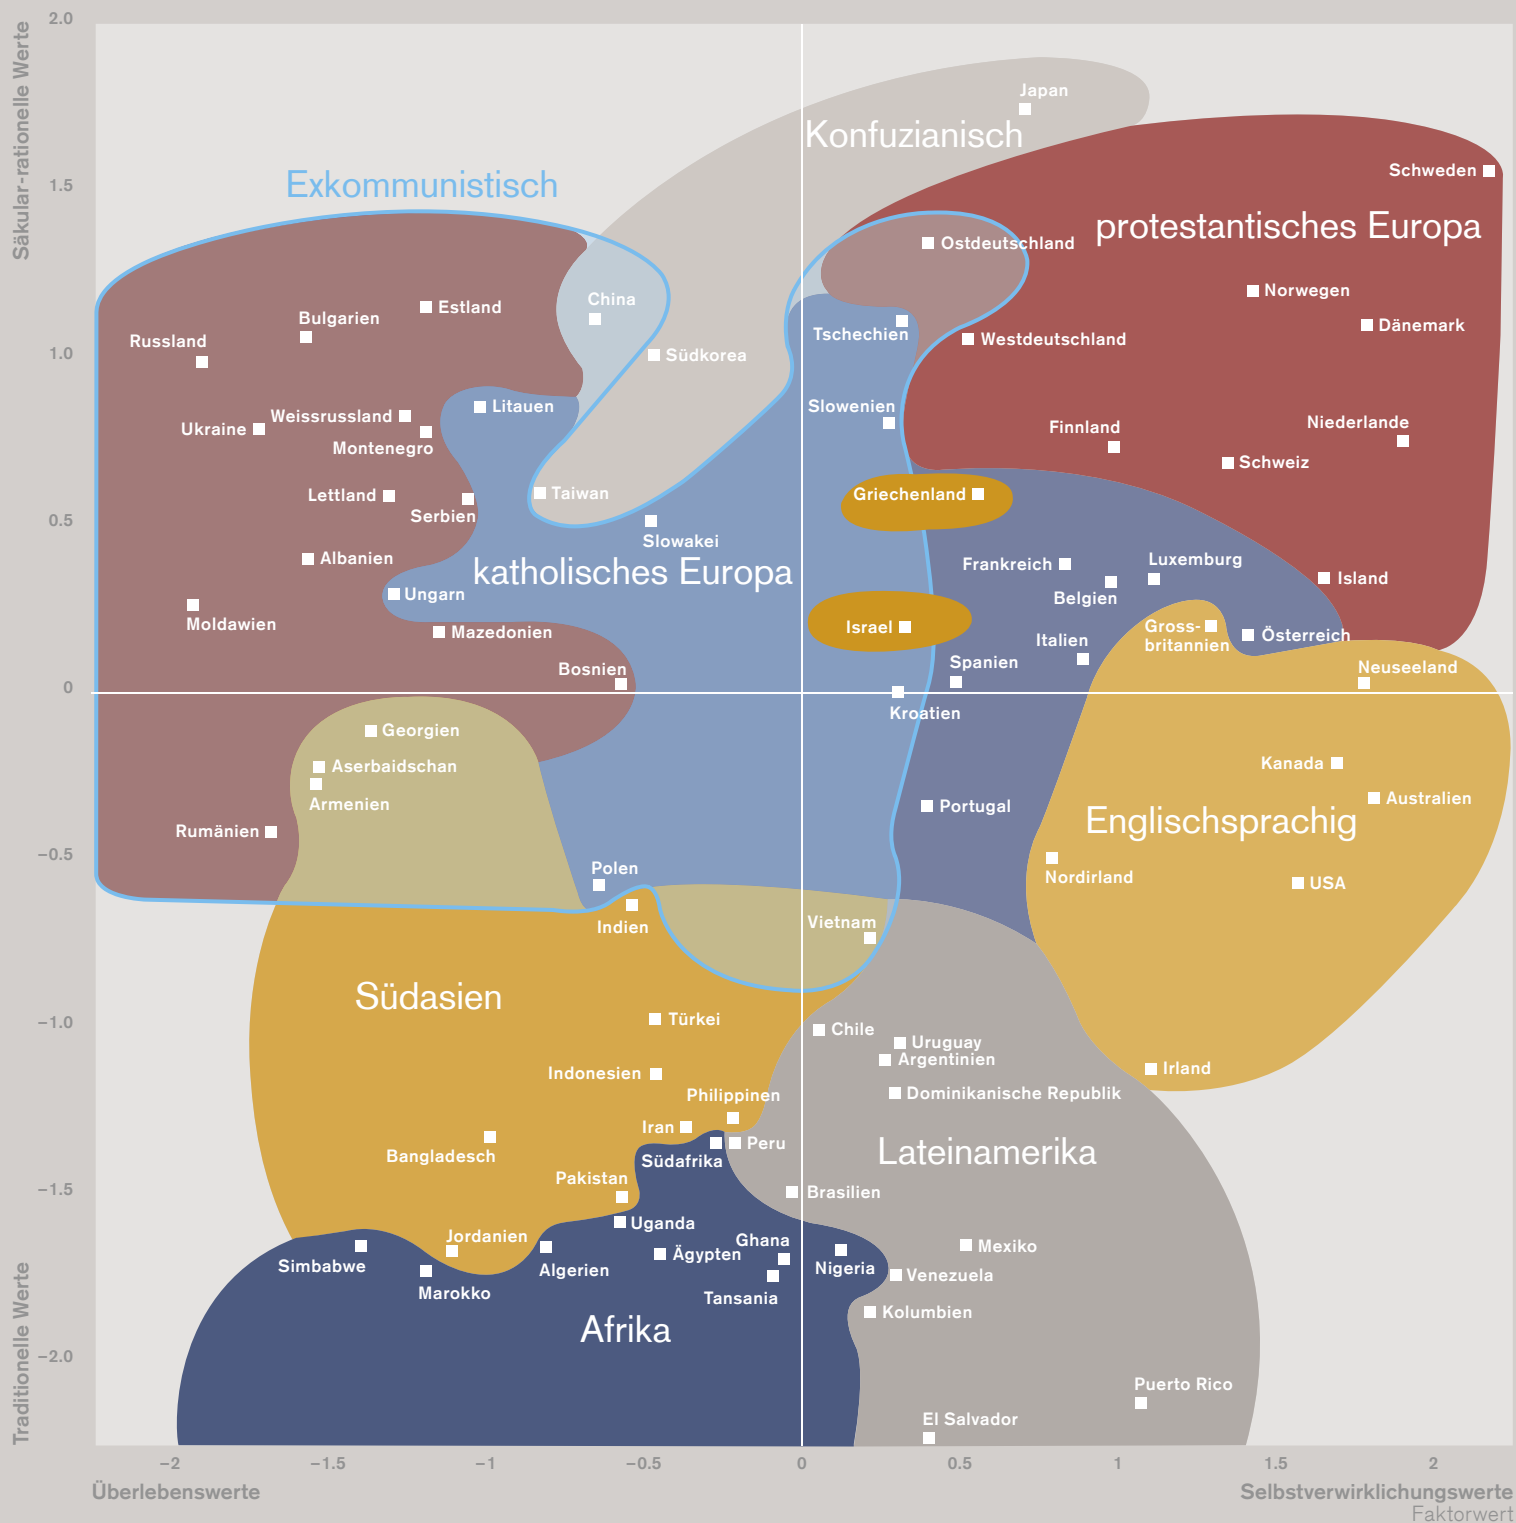 2.0
Säkular-rationelle Werte
Japan
Konfuzianisch
Schweden
1.5
Exkommunistisch
protestantisches Europa
Ostdeutschland
Norwegen
China
Estland
Bulgarien
Dänemark
Tschechien
Westdeutschland
Russland
1.0
Südkorea
Litauen
Slowenien
Weissrussland
Ukraine
Montenegro
Finnland
Niederlande
Schweiz
Lettland
Serbien
Taiwan
Griechenland
0.5
Slowakei
Albanien
katholisches Europa
Frankreich
Luxemburg
Belgien
Island
Ungarn
Moldawien
Mazedonien
Israel
Gross-
britannien
Österreich
Italien
Bosnien
Spanien
Neuseeland
0
Kroatien
Georgien
Aserbaidschan
Armenien
Kanada
Australien
Portugal
Englischsprachig
Rumänien
−0.5
Polen
Nordirland
USA
Indien
Vietnam
Südasien
−1.0
Türkei
Chile
Uruguay
Argentinien
Irland
Indonesien
Dominikanische Republik
Philippinen
Iran
Peru
Bangladesch
Südafrika
Lateinamerika
Pakistan
−1.5
Brasilien
Uganda
Jordanien
Simbabwe
Marokko
Algerien
Ägypten
Ghana
Tansania
Nigeria
Mexiko
Venezuela
Kolumbien
Afrika
Traditionelle Werte
−2.0
Puerto Rico
El Salvador
−2
−1.5
−1
−0.5
0
0.5
1
1.5
2
Überlebenswerte
Selbstverwirklichungswerte
Faktorwert